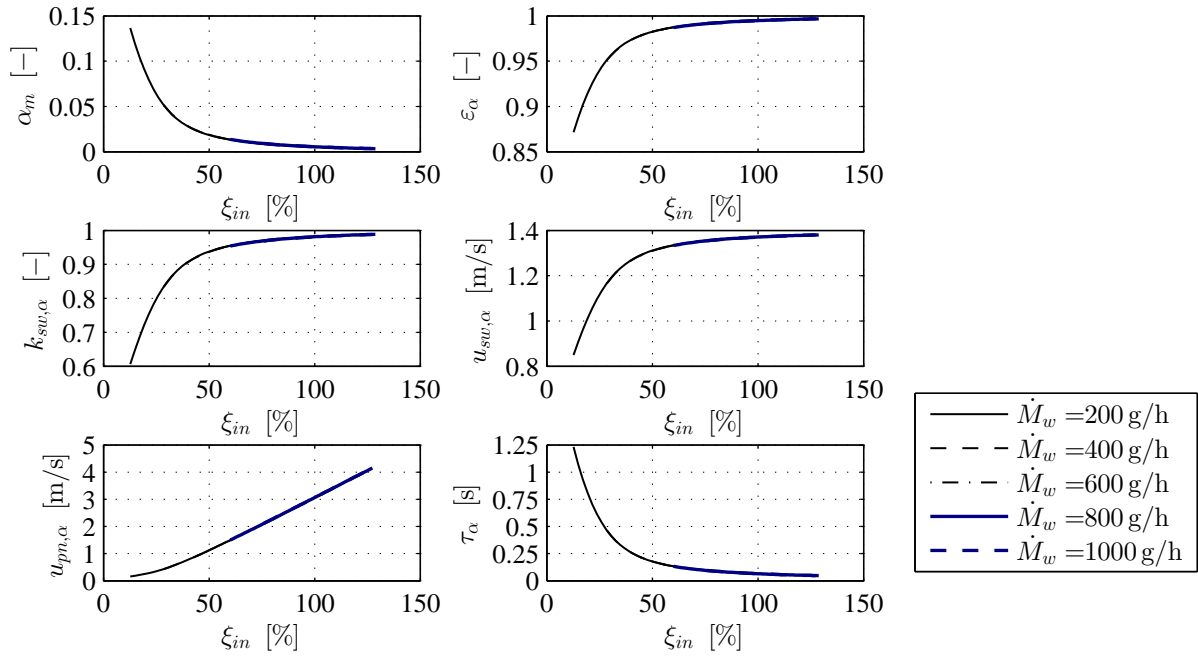 0.15
0.1
0.05
0
α_m [−]
0 50 100 150
ξ_in [%]
1
0.95
0.9
0.85
ε_α [−]
0 50 100 150
ξ_in [%]
1
0.9
0.8
0.7
0.6
k_sw,α [−]
0 50 100 150
ξ_in [%]
1.4
1.2
1
0.8
u_sw,α [m/s]
0 50 100 150
ξ_in [%]
5
4
3
2
1
0
u_pn,α [m/s]
0 50 100 150
ξ_in [%]
1.25
1
0.75
0.5
0.25
0
τ_α [s]
0 50 100 150
ξ_in [%]
Ṁ_w =200 g/h
Ṁ_w =400 g/h
Ṁ_w =600 g/h
Ṁ_w =800 g/h
Ṁ_w =1000 g/h